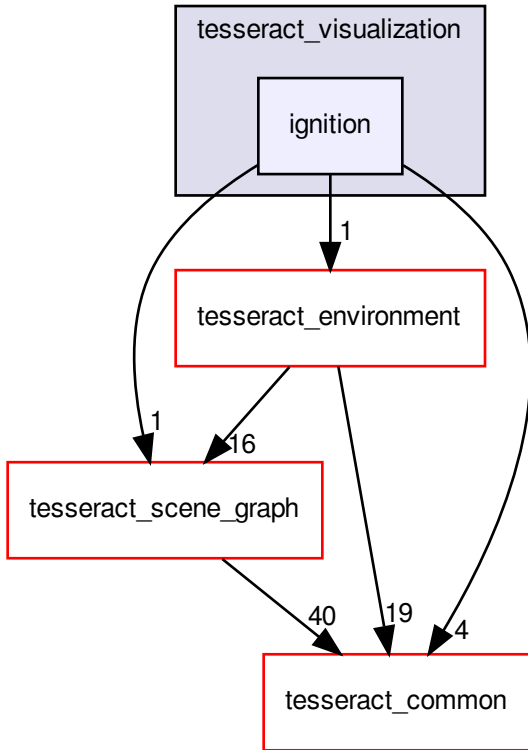 tesseract_visualization
ignition
1
tesseract_environment
1
16
tesseract_scene_graph
40
19
4
tesseract_common